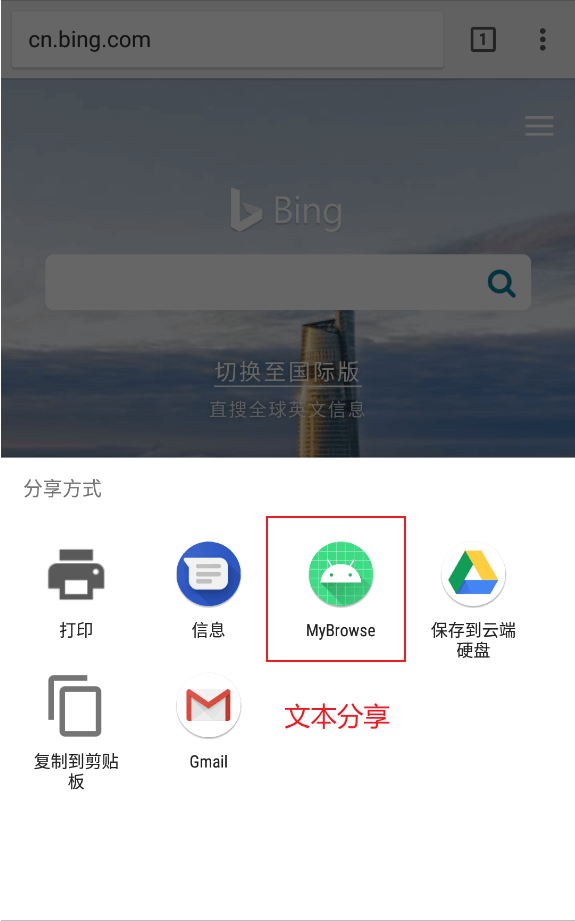 cn.bing.com
1
Bing
切换至国际版
直搜全球英文信息
分享方式
打印
信息
MyBrowse
保存到云端
硬盘
复制到剪贴
板
Gmail
文本分享